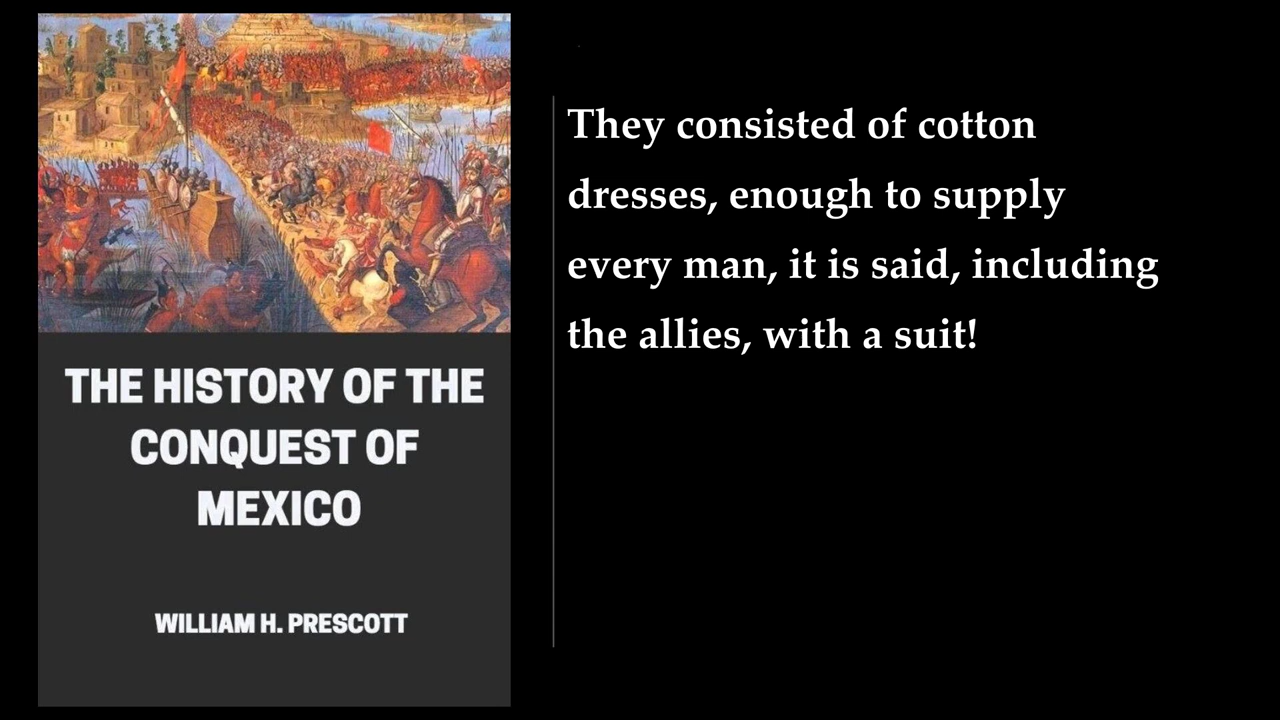 THE HISTORY OF THE
CONQUEST OF
MEXICO
WILLIAM H. PRESCOTT
They consisted of cotton
dresses, enough to supply
every man, it is said, including
the allies, with a suit!